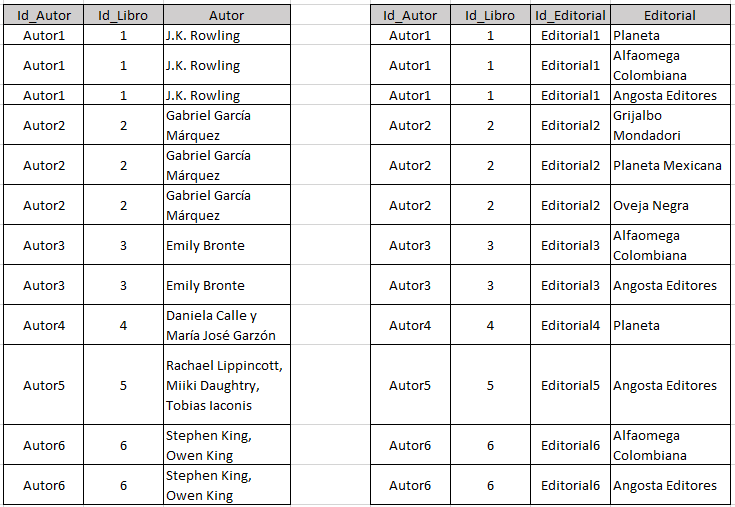 Id_Autor Id_Libro Autor Id_Autor Id_Libro Id_Editorial Editorial
Autor1 1 J.K. Rowling Autor1 1 Editorial1 Planeta
Autor1 1 J.K. Rowling Autor1 1 Editorial1 Alfaomega
Colombiana
Autor1 1 J.K. Rowling Autor1 1 Editorial1 Angosta Editores
Autor2 2 Gabriel García
Márquez Autor2 2 Editorial2 Grijalbo
Mondadori
Autor2 2 Gabriel García
Márquez Autor2 2 Editorial2 Planeta Mexicana
Autor2 2 Gabriel García
Márquez Autor2 2 Editorial2 Oveja Negra
Autor3 3 Emily Bronte Autor3 3 Editorial3 Alfaomega
Colombiana
Autor3 3 Emily Bronte Autor3 3 Editorial3 Angosta Editores
Autor4 4 Daniela Calle y
María José Garzón Autor4 4 Editorial4 Planeta
Autor5 5 Rachael Lippincott,
Miiki Daughtry,
Tobias Iaconis Autor5 5 Editorial5 Angosta Editores
Autor6 6 Stephen King,
Owen King Autor6 6 Editorial6 Alfaomega
Colombiana
Autor6 6 Stephen King,
Owen King Autor6 6 Editorial6 Angosta Editores